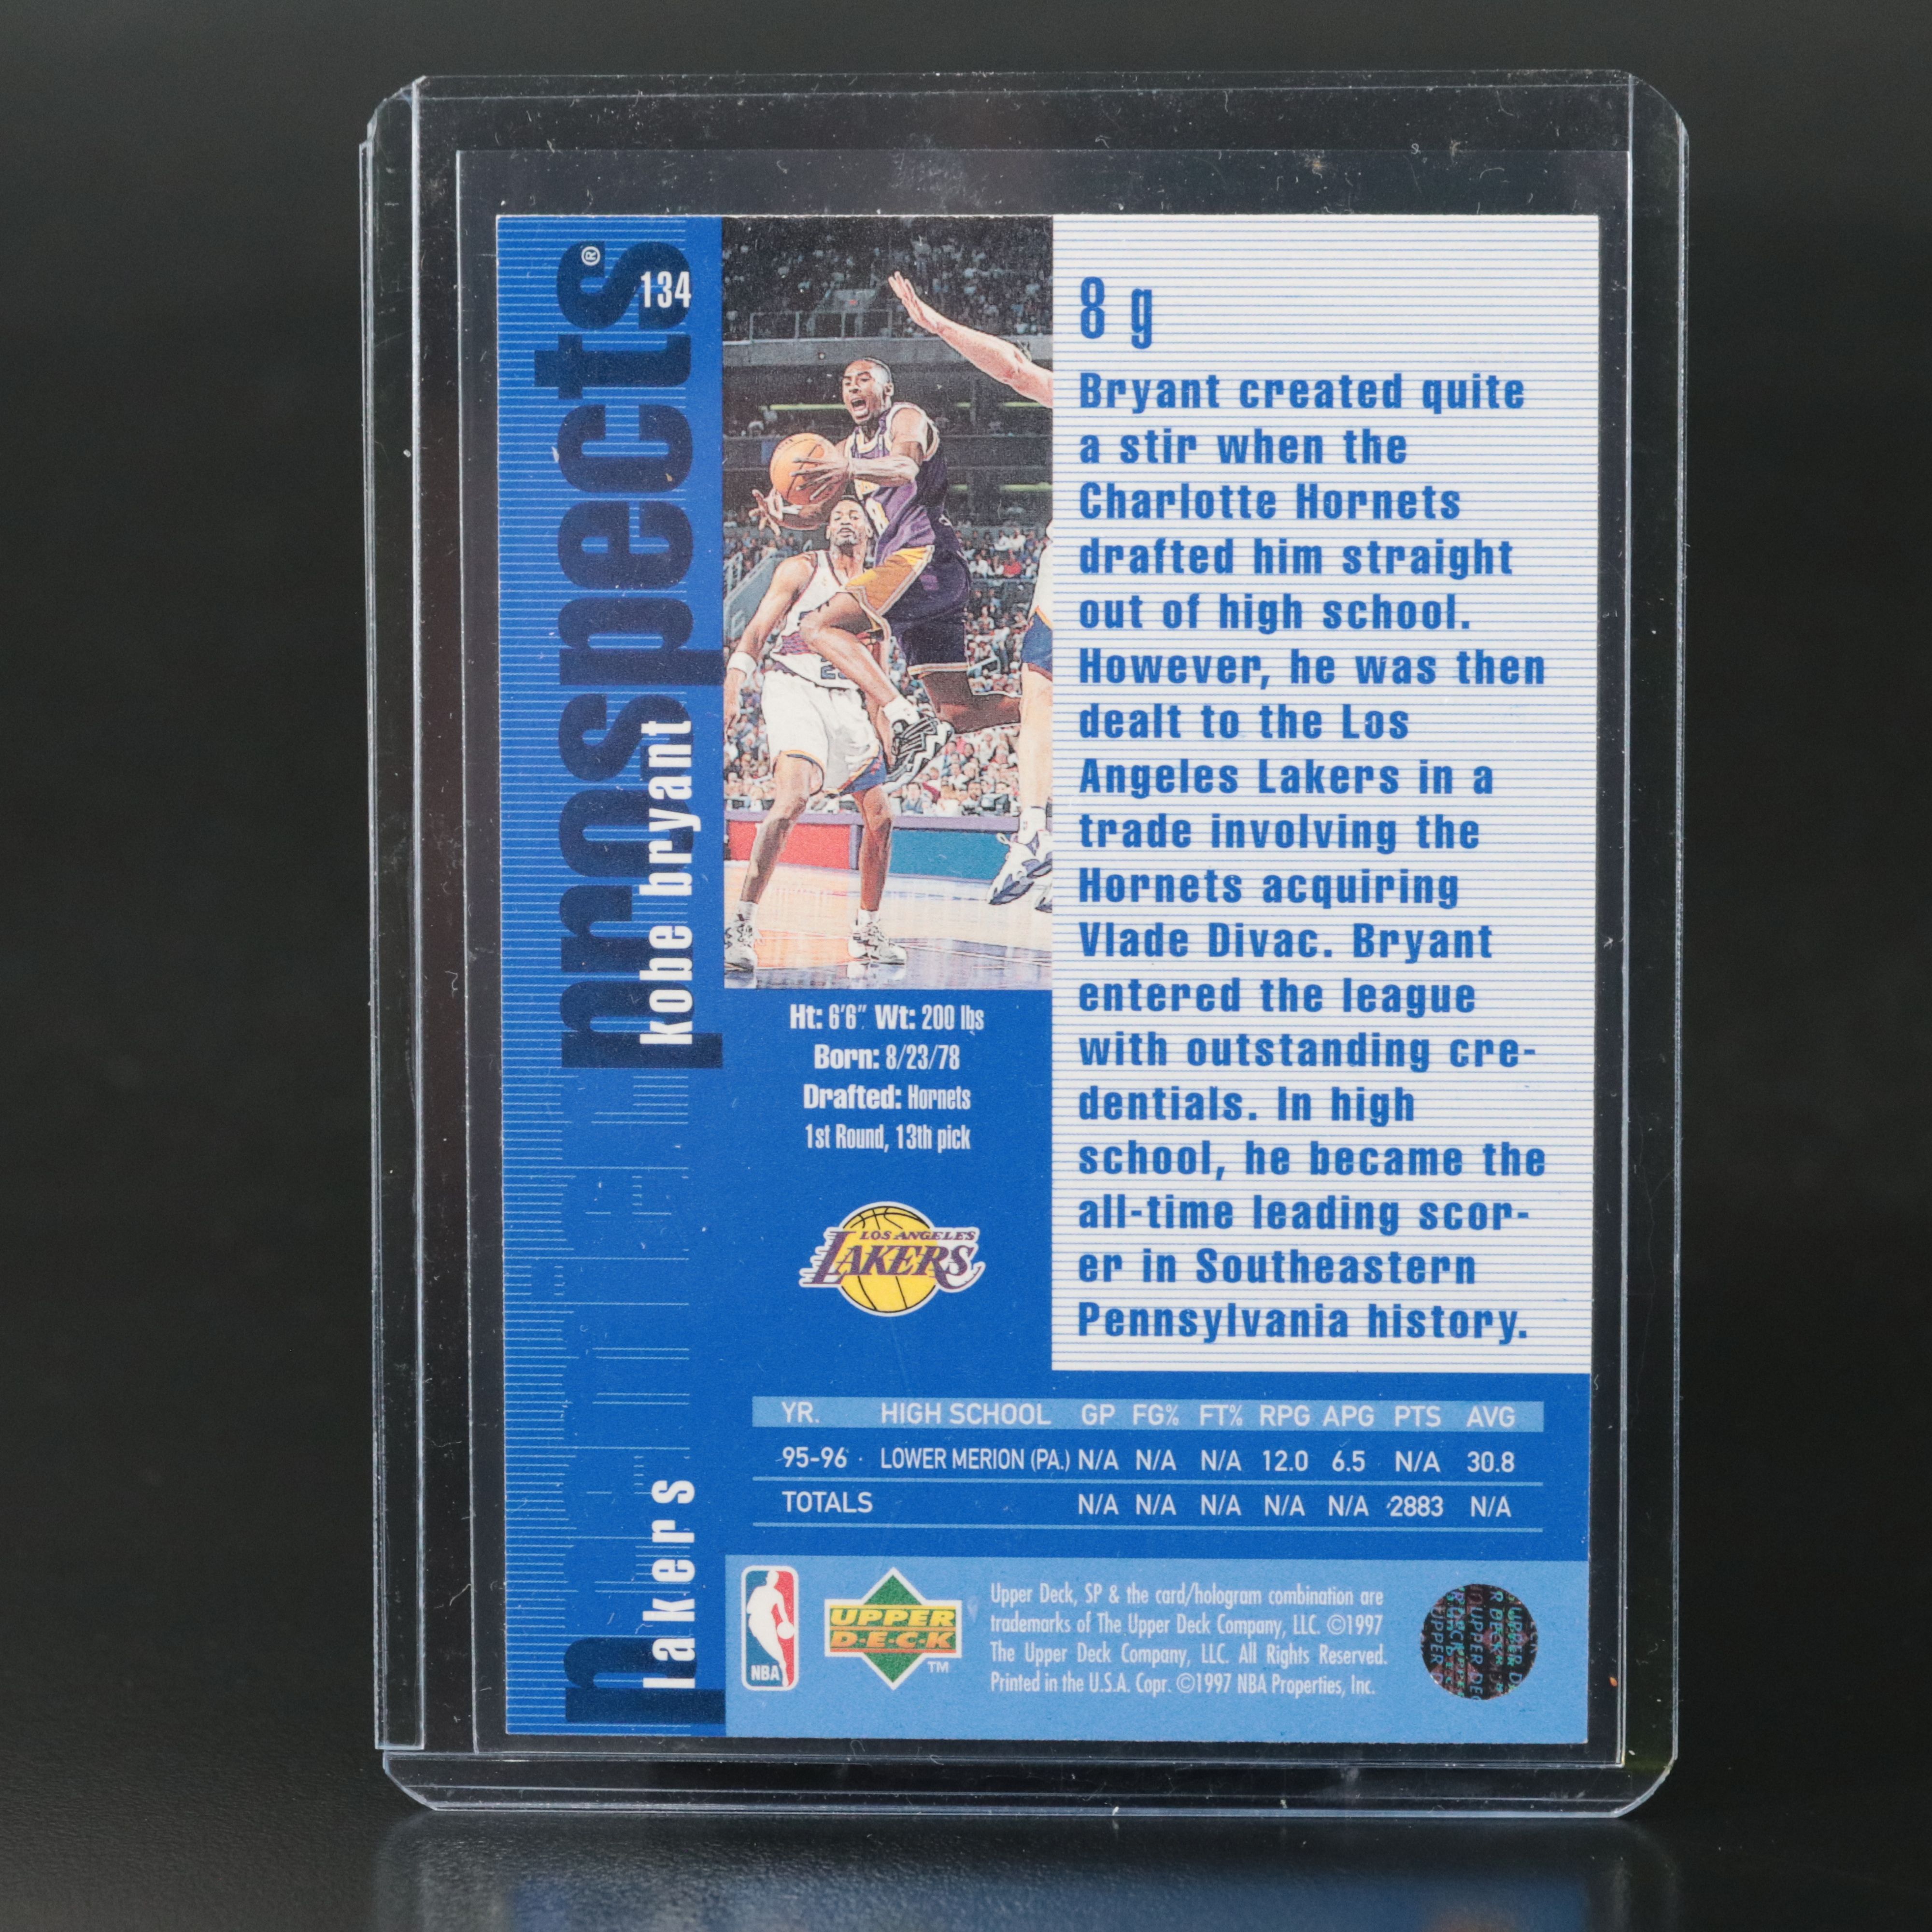 prospects®
134
kobe bryant
lakers
8 g
Bryant created quite
a stir when the
Charlotte Hornets
drafted him straight
out of high school.
However, he was then
dealt to the Los
Angeles Lakers in a
trade involving the
Hornets acquiring
Vlade Divac. Bryant
entered the league
with outstanding cre-
dentials. In high
school, he became the
all-time leading scor-
er in Southeastern
Pennsylvania history.
Ht: 6'6" Wt: 200 lbs
Born: 8/23/78
Drafted: Hornets
1st Round, 13th pick
LOS ANGELES
LAKERS
YR. HIGH SCHOOL GP FG% FT% RPG APG PTS AVG
95-96 LOWER MERION (PA.) N/A N/A N/A 12.0 6.5 N/A 30.8
TOTALS N/A N/A N/A N/A N/A 2883 N/A
NBA
UPPER
D·E·C·K
TM
Upper Deck, SP & the card/hologram combination are
trademarks of The Upper Deck Company, LLC. ©1997
The Upper Deck Company, LLC. All Rights Reserved.
Printed in the U.S.A. Copr. ©1997 NBA Properties, Inc.